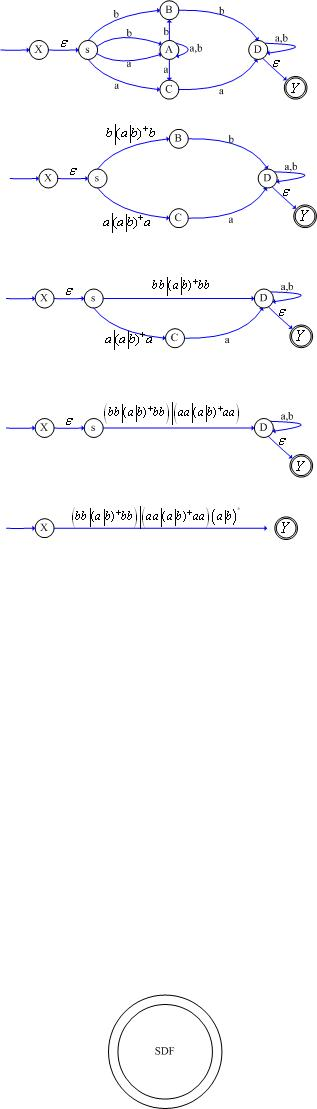 B
b b
b b
X ε s A a,b D a,b
a a ε
a a
C Y
b|(a|b)⁺b B b
X ε s D a,b
ε
a|(a|b)⁺a C a Y
bb|(a|b)⁺bb
X ε s D a,b
ε
a|(a|b)⁺a C a Y
(bb|(a|b)⁺bb)|(aa|(a|b)⁺aa)
X ε s D a,b
ε
Y
(bb|(a|b)⁺bb)|(aa|(a|b)⁺aa)(a|b)*
X Y
SDF